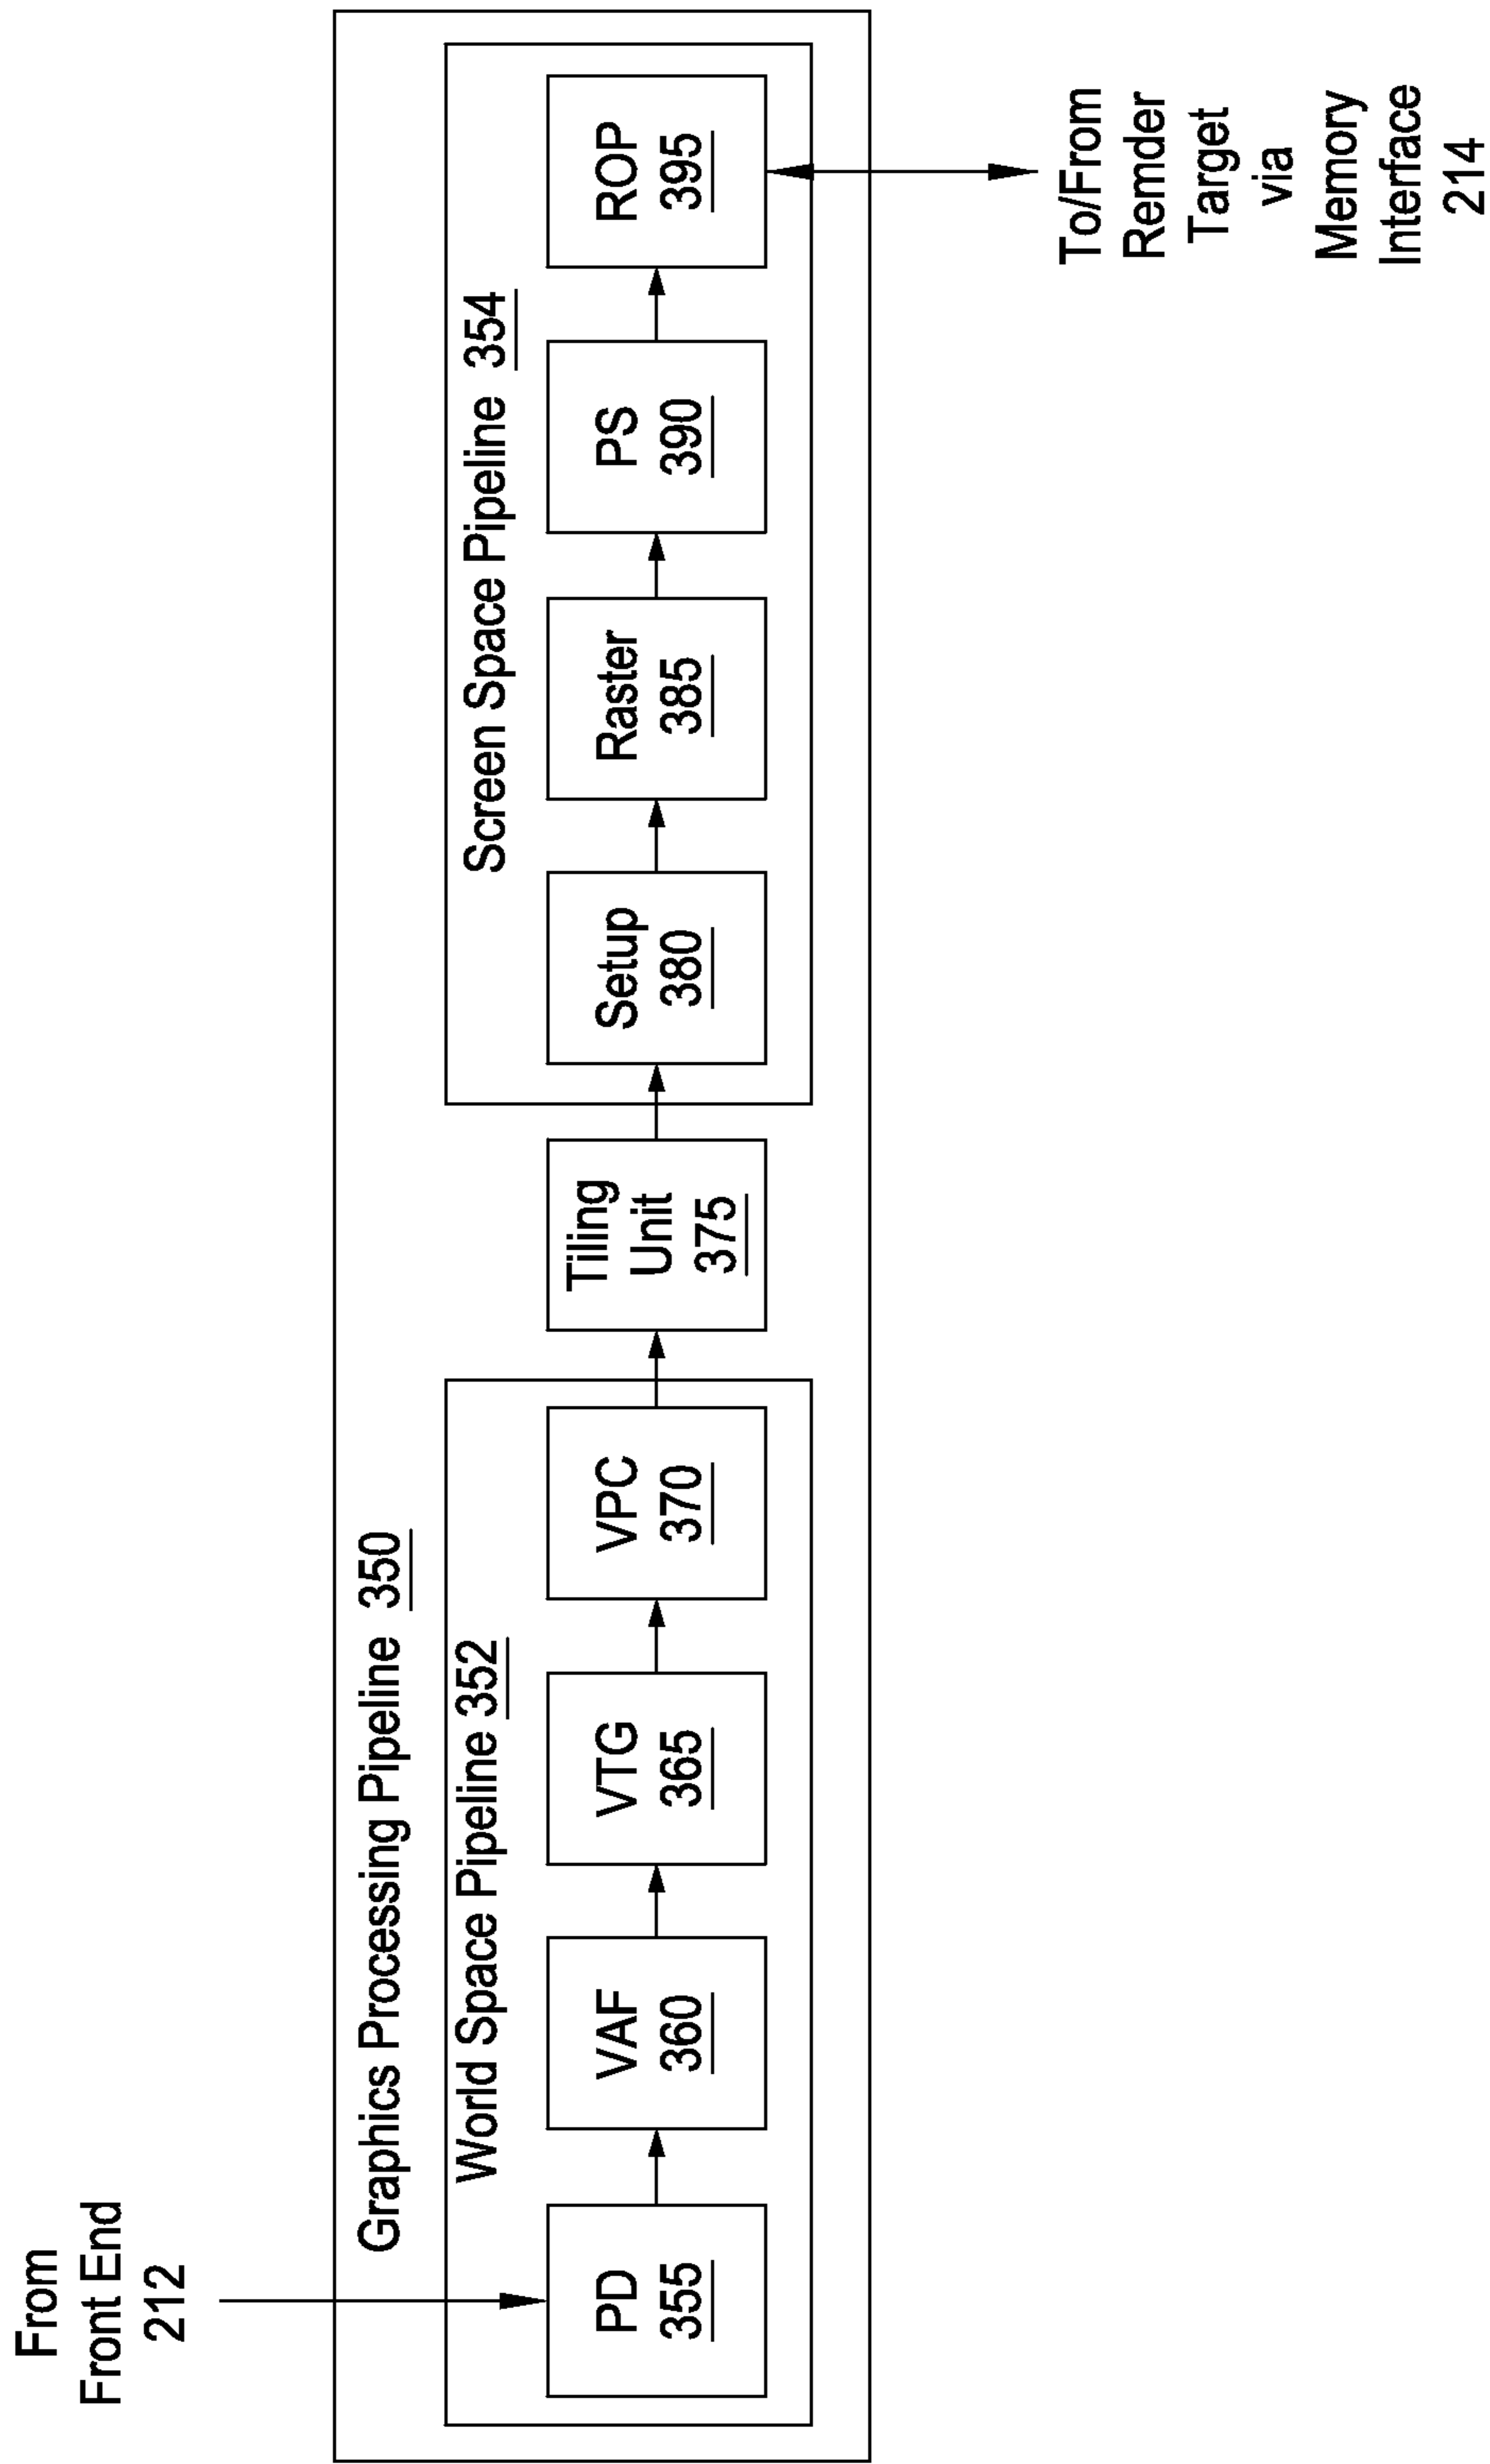 From
Front End
212
Graphics Processing Pipeline 350
World Space Pipeline 352
PD
355
VAF
360
VTG
365
VPC
370
Tiling
Unit
375
Screen Space Pipeline 354
Setup
380
Raster
385
PS
390
ROP
395
To/From
Remder
Target
via
Memory
Interface
214